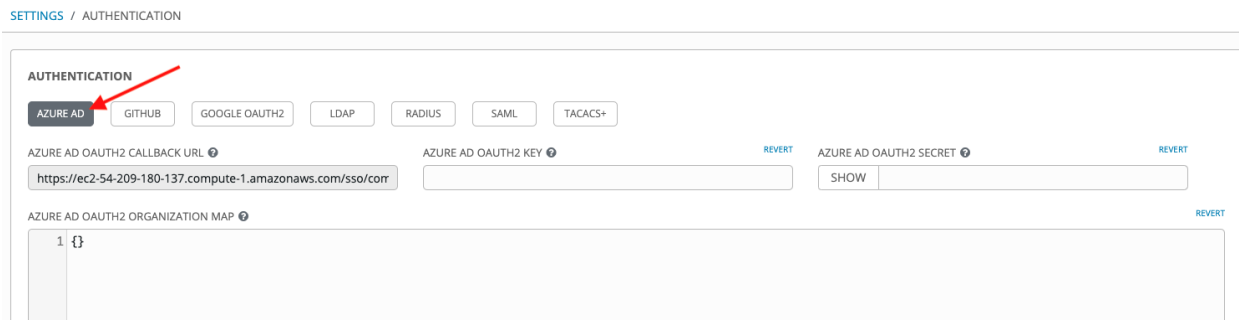 SETTINGS / AUTHENTICATION
AUTHENTICATION
AZURE AD GITHUB GOOGLE OAUTH2 LDAP RADIUS SAML TACACS+
AZURE AD OAUTH2 CALLBACK URL ? AZURE AD OAUTH2 KEY ? REVERT AZURE AD OAUTH2 SECRET ? REVERT
https://ec2-54-209-180-137.compute-1.amazonaws.com/sso/com SHOW
AZURE AD OAUTH2 ORGANIZATION MAP ? REVERT
1 {}